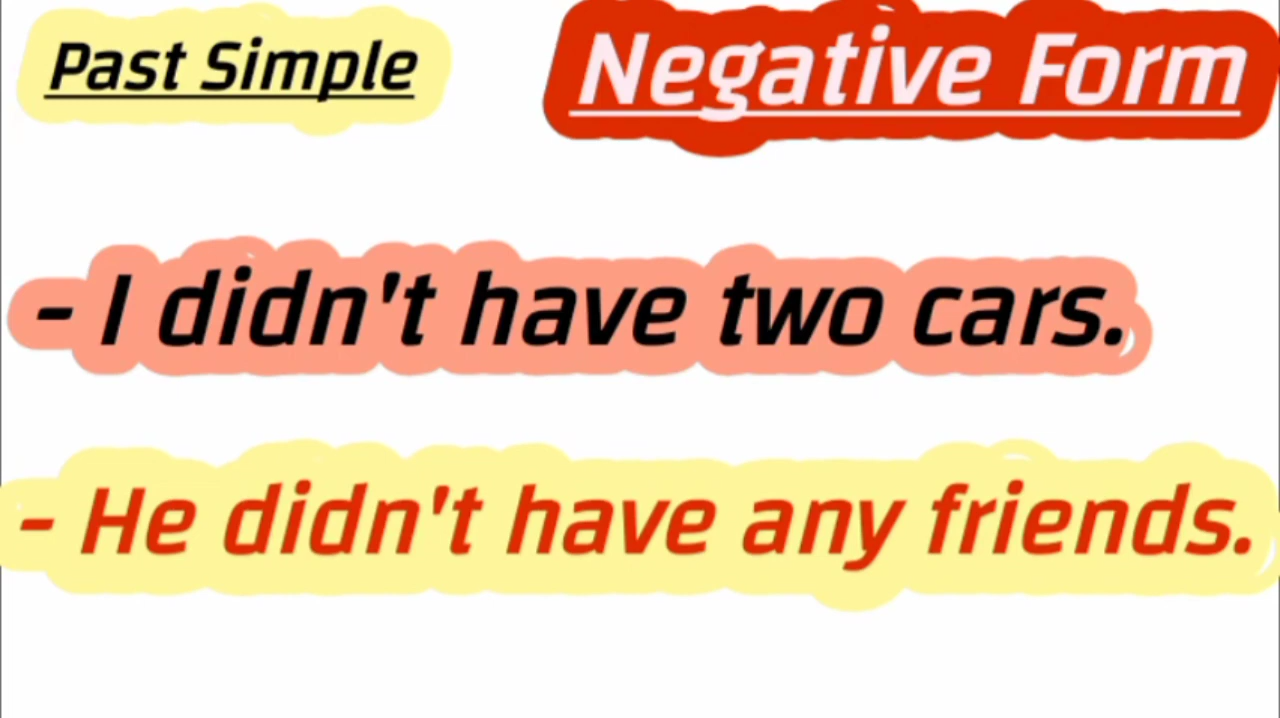 Past Simple
Negative Form
- I didn't have two cars.
- He didn't have any friends.